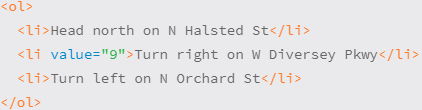 <ol>
<li>Head north on N Halsted St</li>
<li value="9">Turn right on W Diversey Pkwy</li>
<li>Turn left on N Orchard St</li>
</ol>